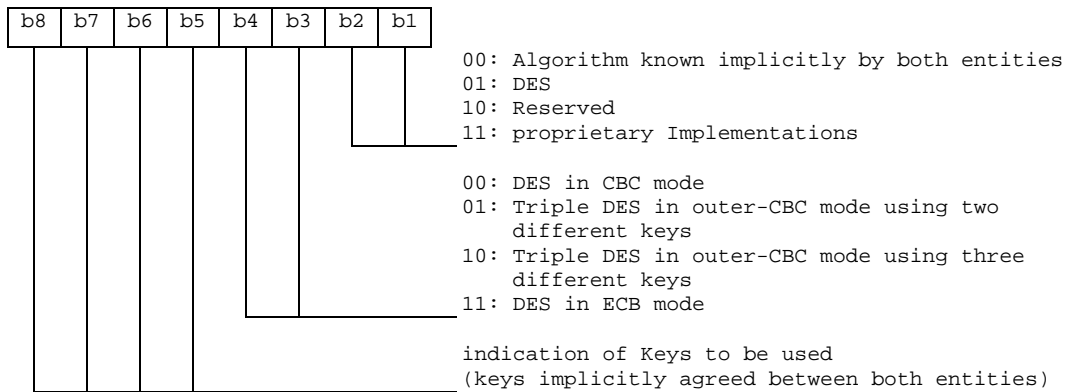 b8 b7 b6 b5 b4 b3 b2 b1
00: Algorithm known implicitly by both entities
01: DES
10: Reserved
11: proprietary Implementations
00: DES in CBC mode
01: Triple DES in outer-CBC mode using two
different keys
10: Triple DES in outer-CBC mode using three
different keys
11: DES in ECB mode
indication of Keys to be used
(keys implicitly agreed between both entities)